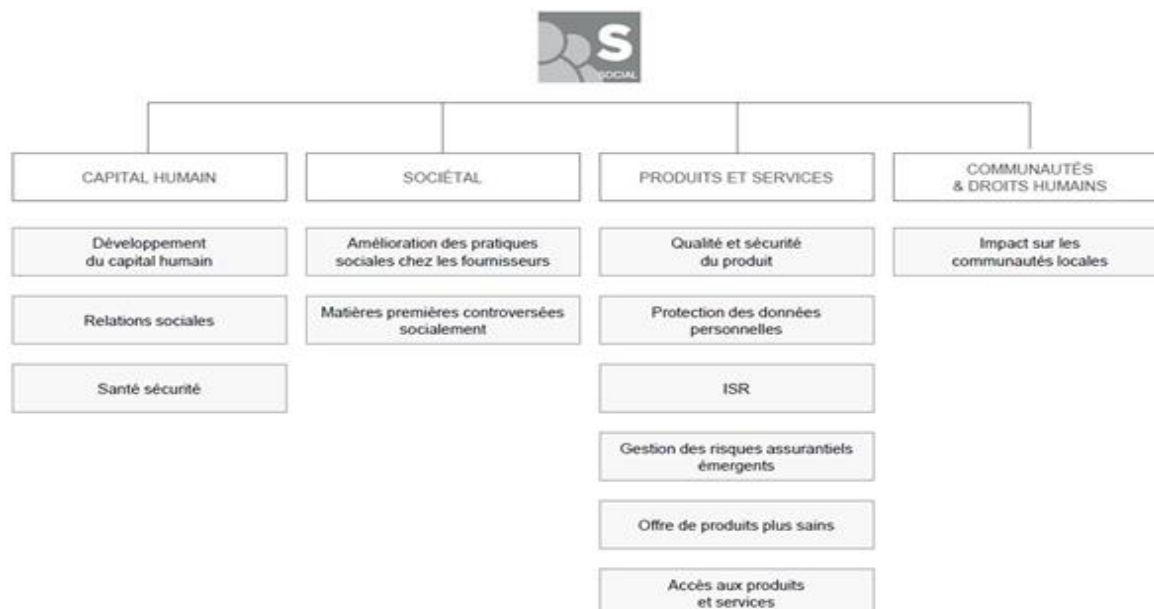 S
SOCIAL
CAPITAL HUMAIN
Développement
du capital humain
Relations sociales
Santé sécurité
SOCIÉTAL
Amélioration des pratiques
sociales chez les fournisseurs
Matières premières controversées
socialement
PRODUITS ET SERVICES
Qualité et sécurité
du produit
Protection des données
personnelles
ISR
Gestion des risques assurantiels
émergents
Offre de produits plus sains
Accès aux produits
et services
COMMUNAUTÉS
& DROITS HUMAINS
Impact sur les
communautés locales